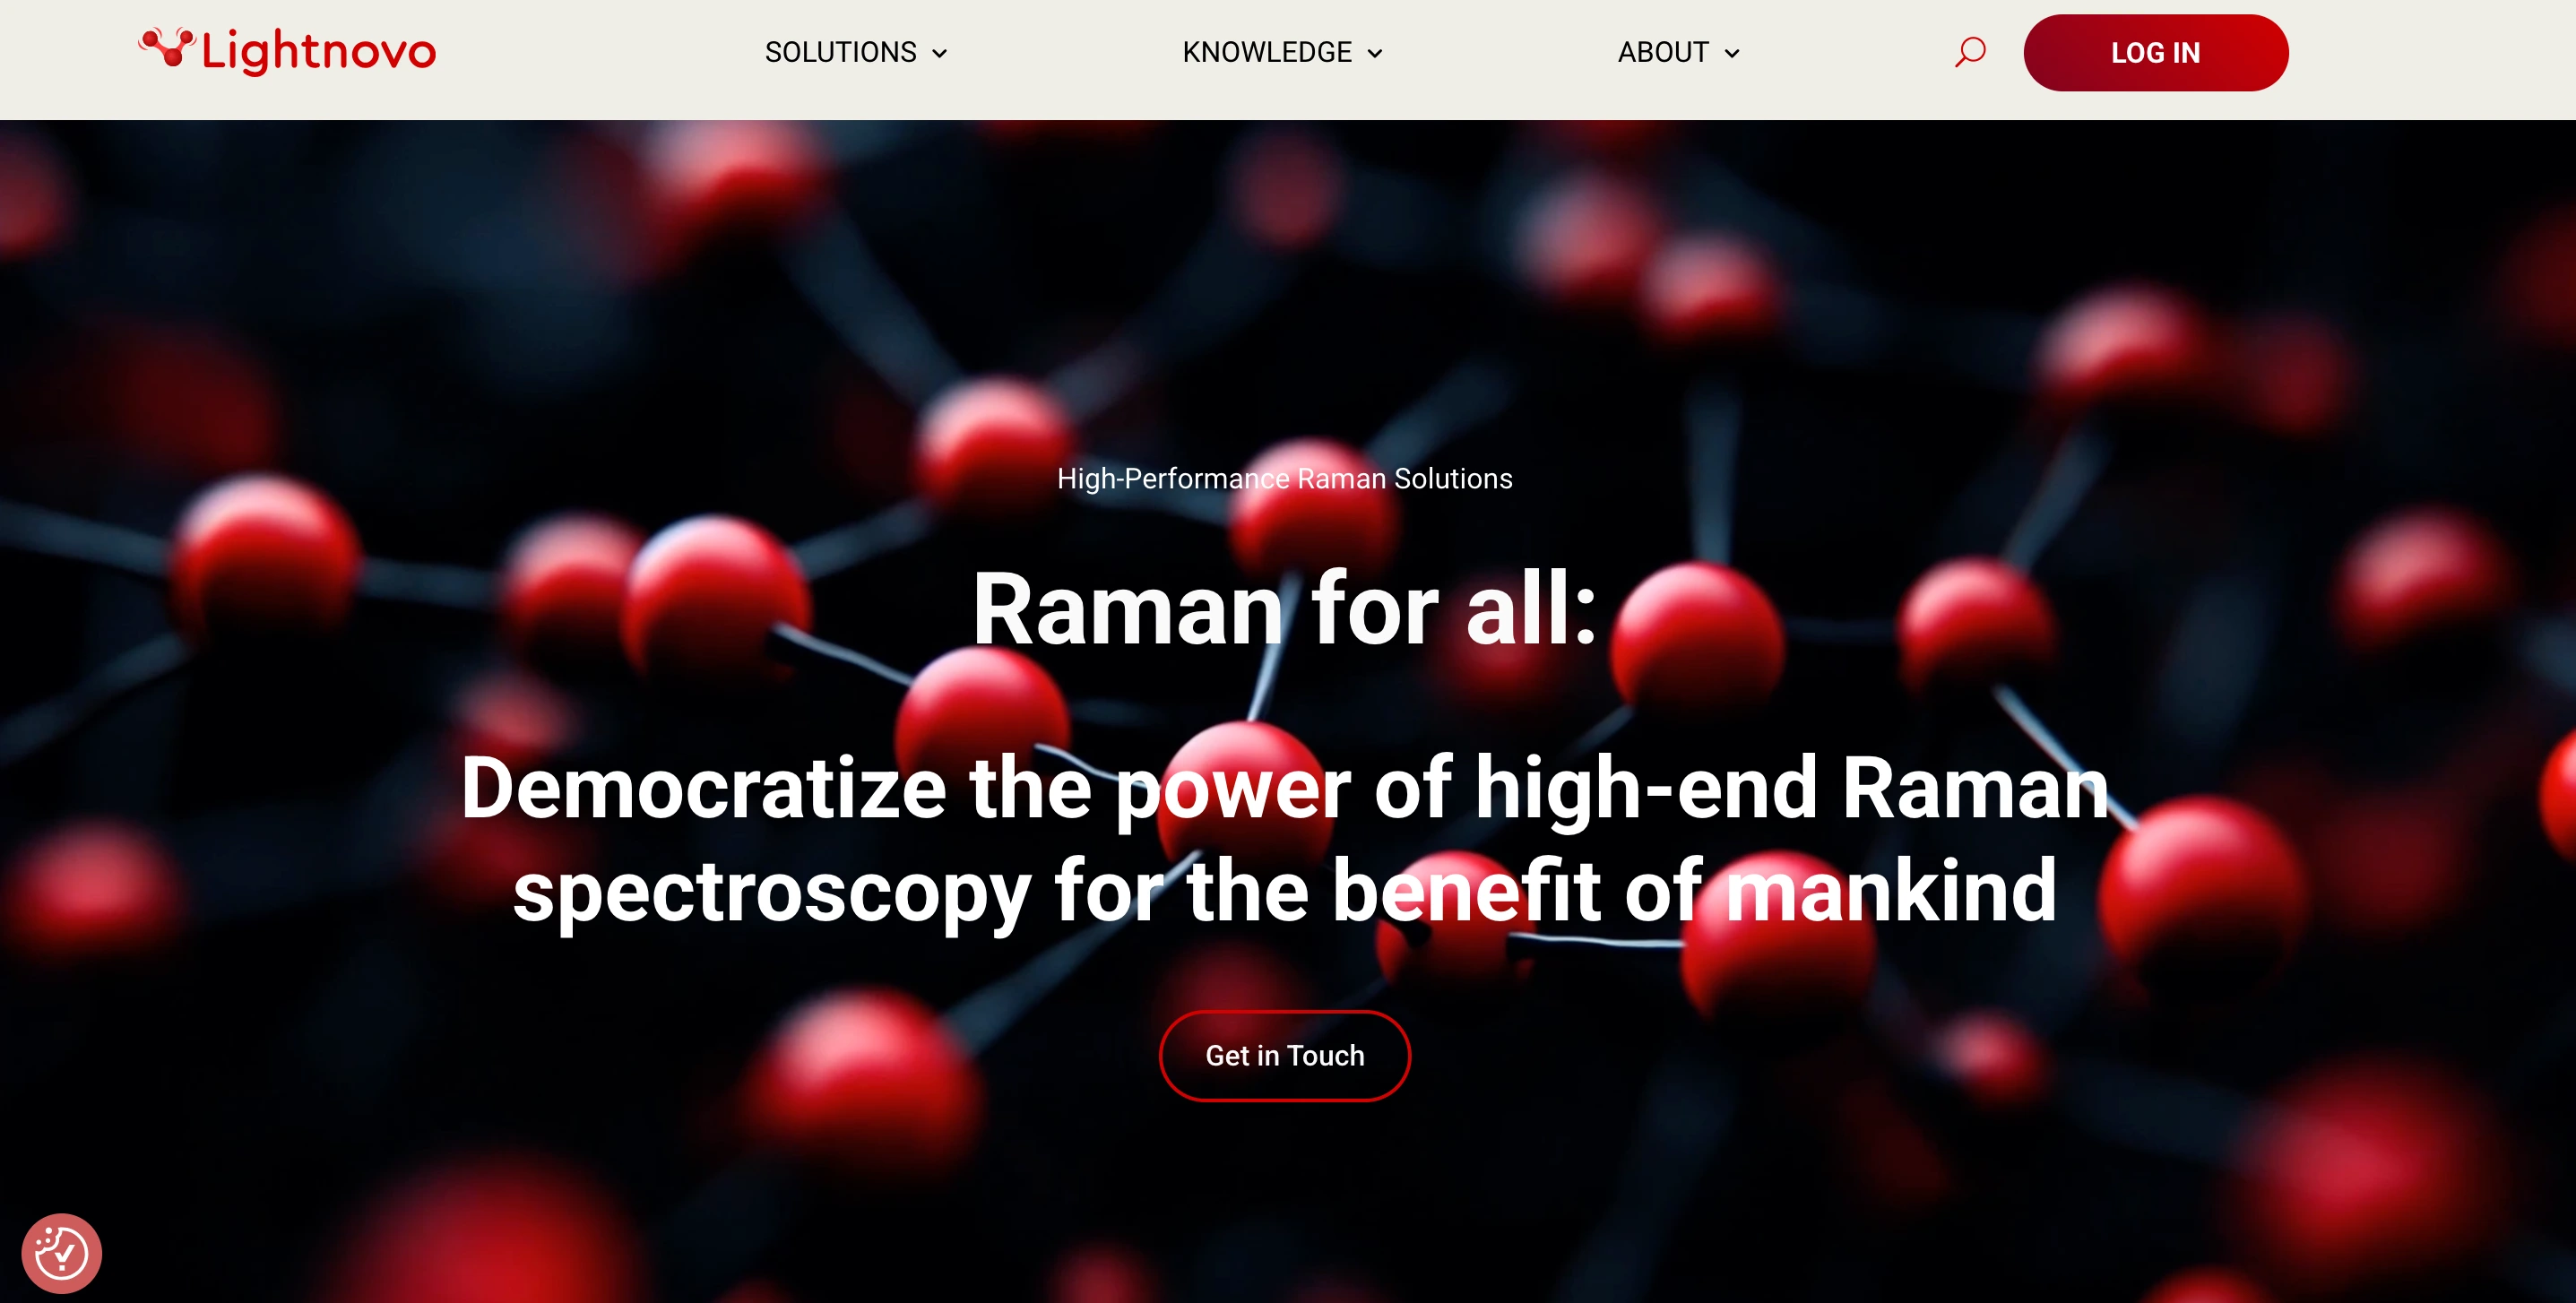 Lightnovo
SOLUTIONS
KNOWLEDGE
ABOUT
LOG IN
High-Performance Raman Solutions
Raman for all:
Democratize the power of high-end Raman
spectroscopy for the benefit of mankind
Get in Touch